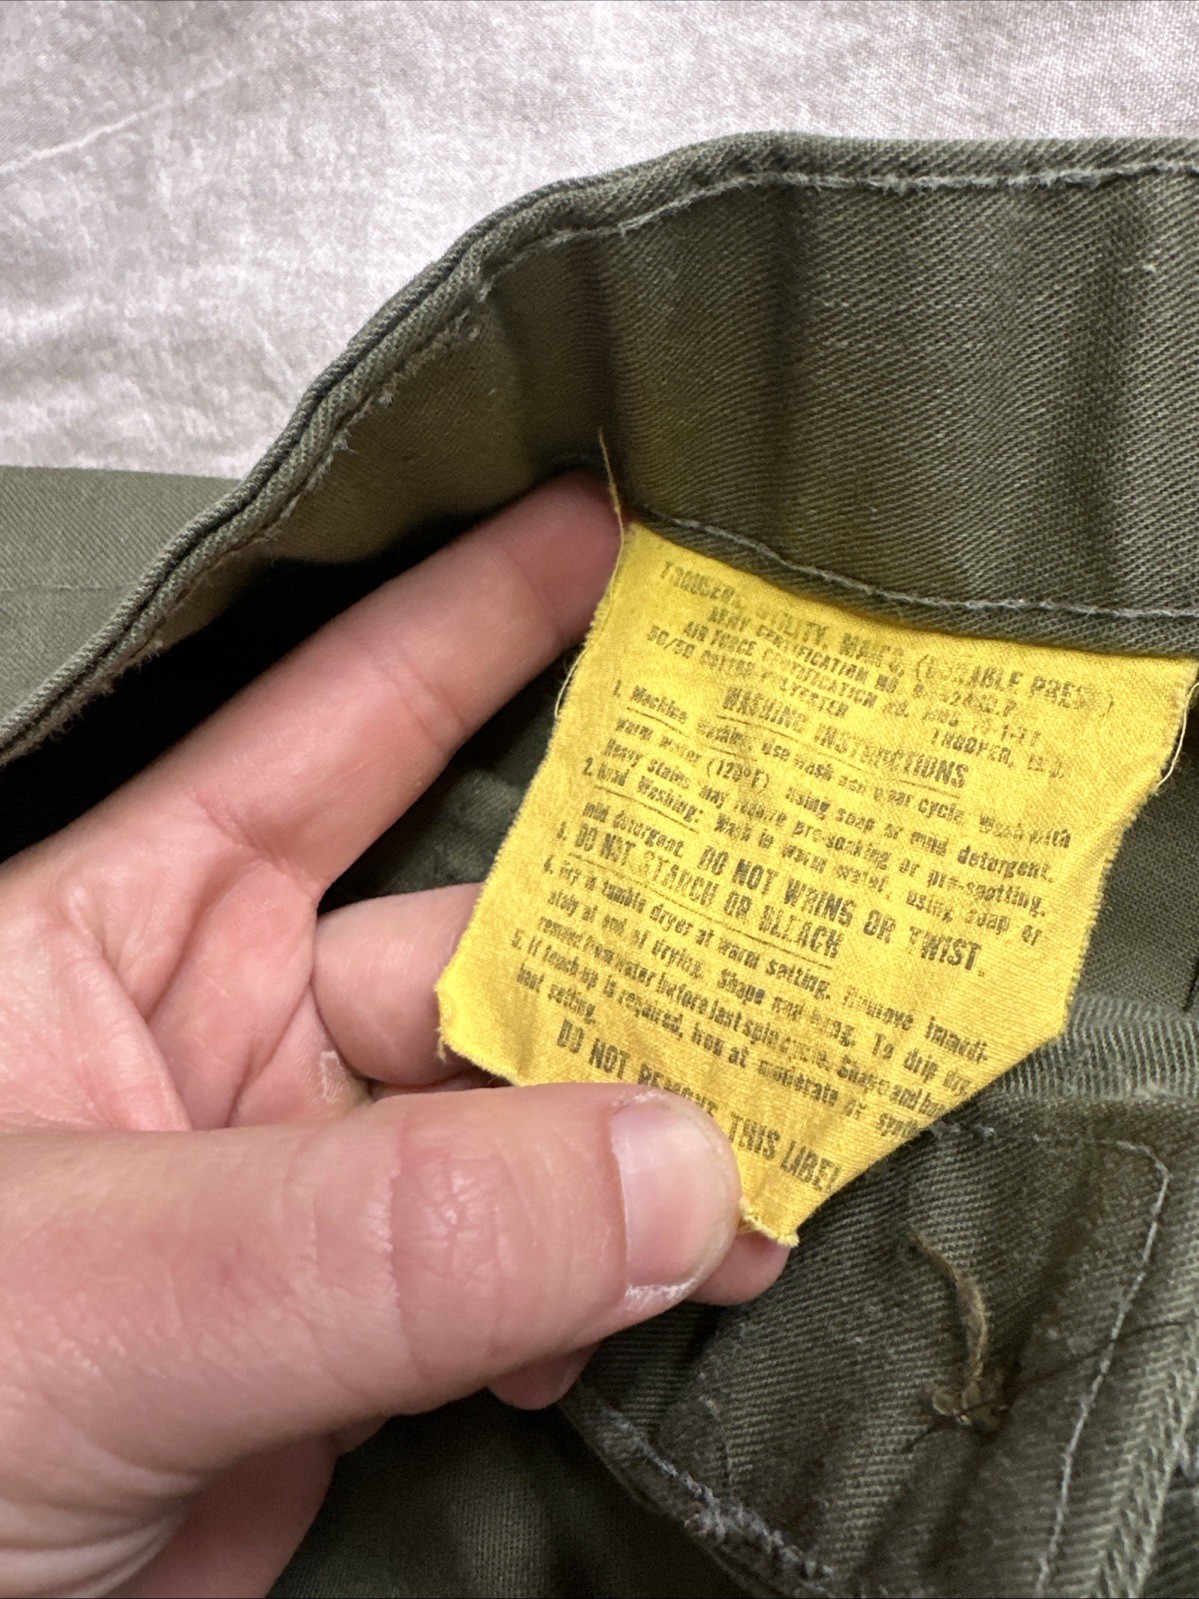 TROUSERS, UTILITY, MAN'S, (DURABLE PRESS)
ARMY CERTIFICATION NO.
AIR FORCE CERTIFICATION NO.
50/50 COTTON POLYESTER TROOPER,
WASHING INSTRUCTIONS
1. Machine Washing: use wash and wear cycle. Wash with
warm water (120°F) using soap or mild detergent.
Heavy stains may require pre-soaking or pre-spotting.
2. Hand Washing: Wash in warm water, using soap or
mild detergent. DO NOT WRING OR TWIST.
3. DO NOT STARCH OR BLEACH
4. Dry in tumble dryer at warm setting. Remove immedi-
ately at end of drying. Shape and hang. To drip dry
remove from water before last spin cycle. Shape and hang
5. If touch-up is required, iron at moderate or
heat setting.
DO NOT REMOVE THIS LABEL